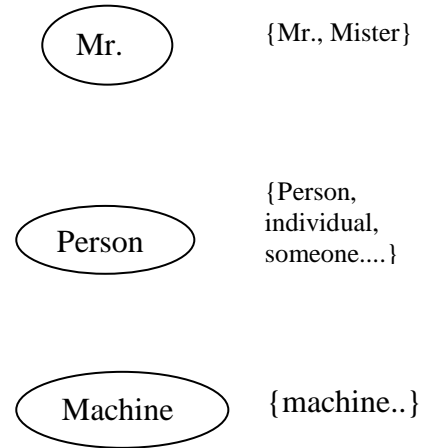 Mr.
{Mr., Mister}
Person
{Person,
individual,
someone....}
Machine
{machine..}